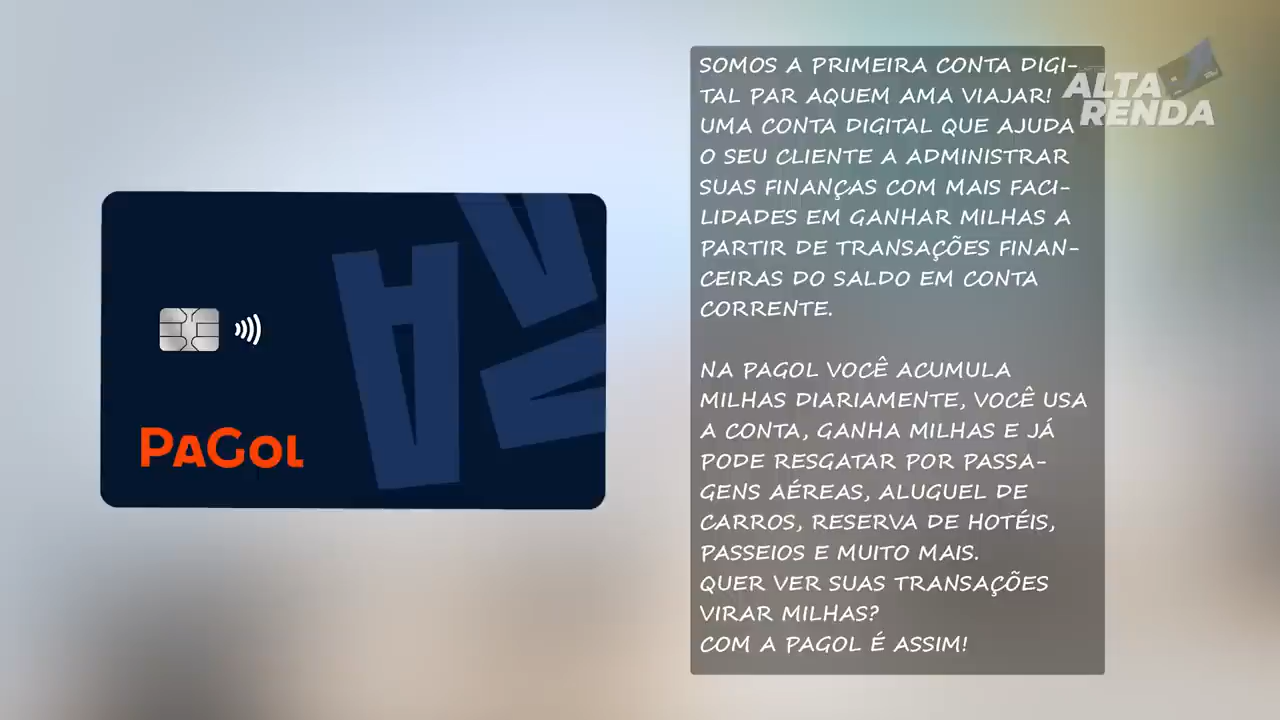 SOMOS A PRIMEIRA CONTA DIGI-
TAL PAR AQUEM AMA VIAJAR!
UMA CONTA DIGITAL QUE AJUDA
O SEU CLIENTE A ADMINISTRAR
SUAS FINANÇAS COM MAIS FACI-
LIDADES EM GANHAR MILHAS A
PARTIR DE TRANSAÇÕES FINAN-
CEIRAS DO SALDO EM CONTA
CORRENTE.
NA PAGOL VOCÊ ACUMULA
MILHAS DIARIAMENTE, VOCÊ USA
A CONTA, GANHA MILHAS E JÁ
PODE RESGATAR POR PASSA-
GENS AÉREAS, ALUGUEL DE
CARROS, RESERVA DE HOTÉIS,
PASSEIOS E MUITO MAIS.
QUER VER SUAS TRANSAÇÕES
VIRAR MILHAS?
COM A PAGOL É ASSIM!
ALTA
RENDA
PAGOL